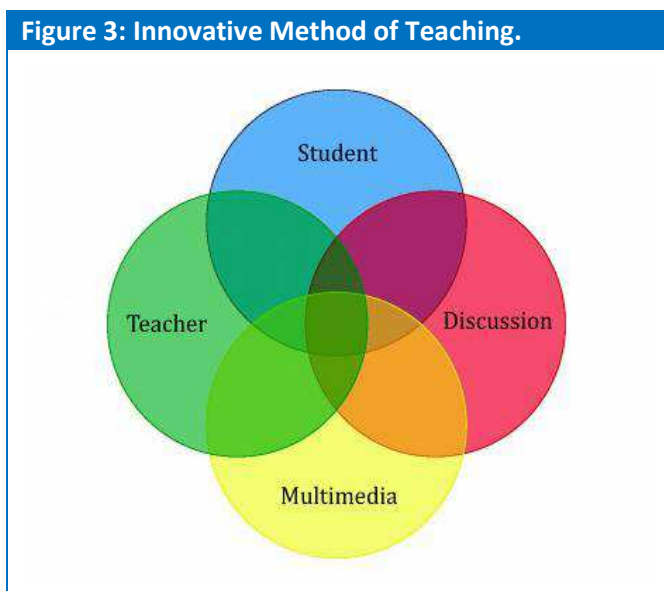 Figure 3: Innovative Method of Teaching.
Student
Teacher
Discussion
Multimedia